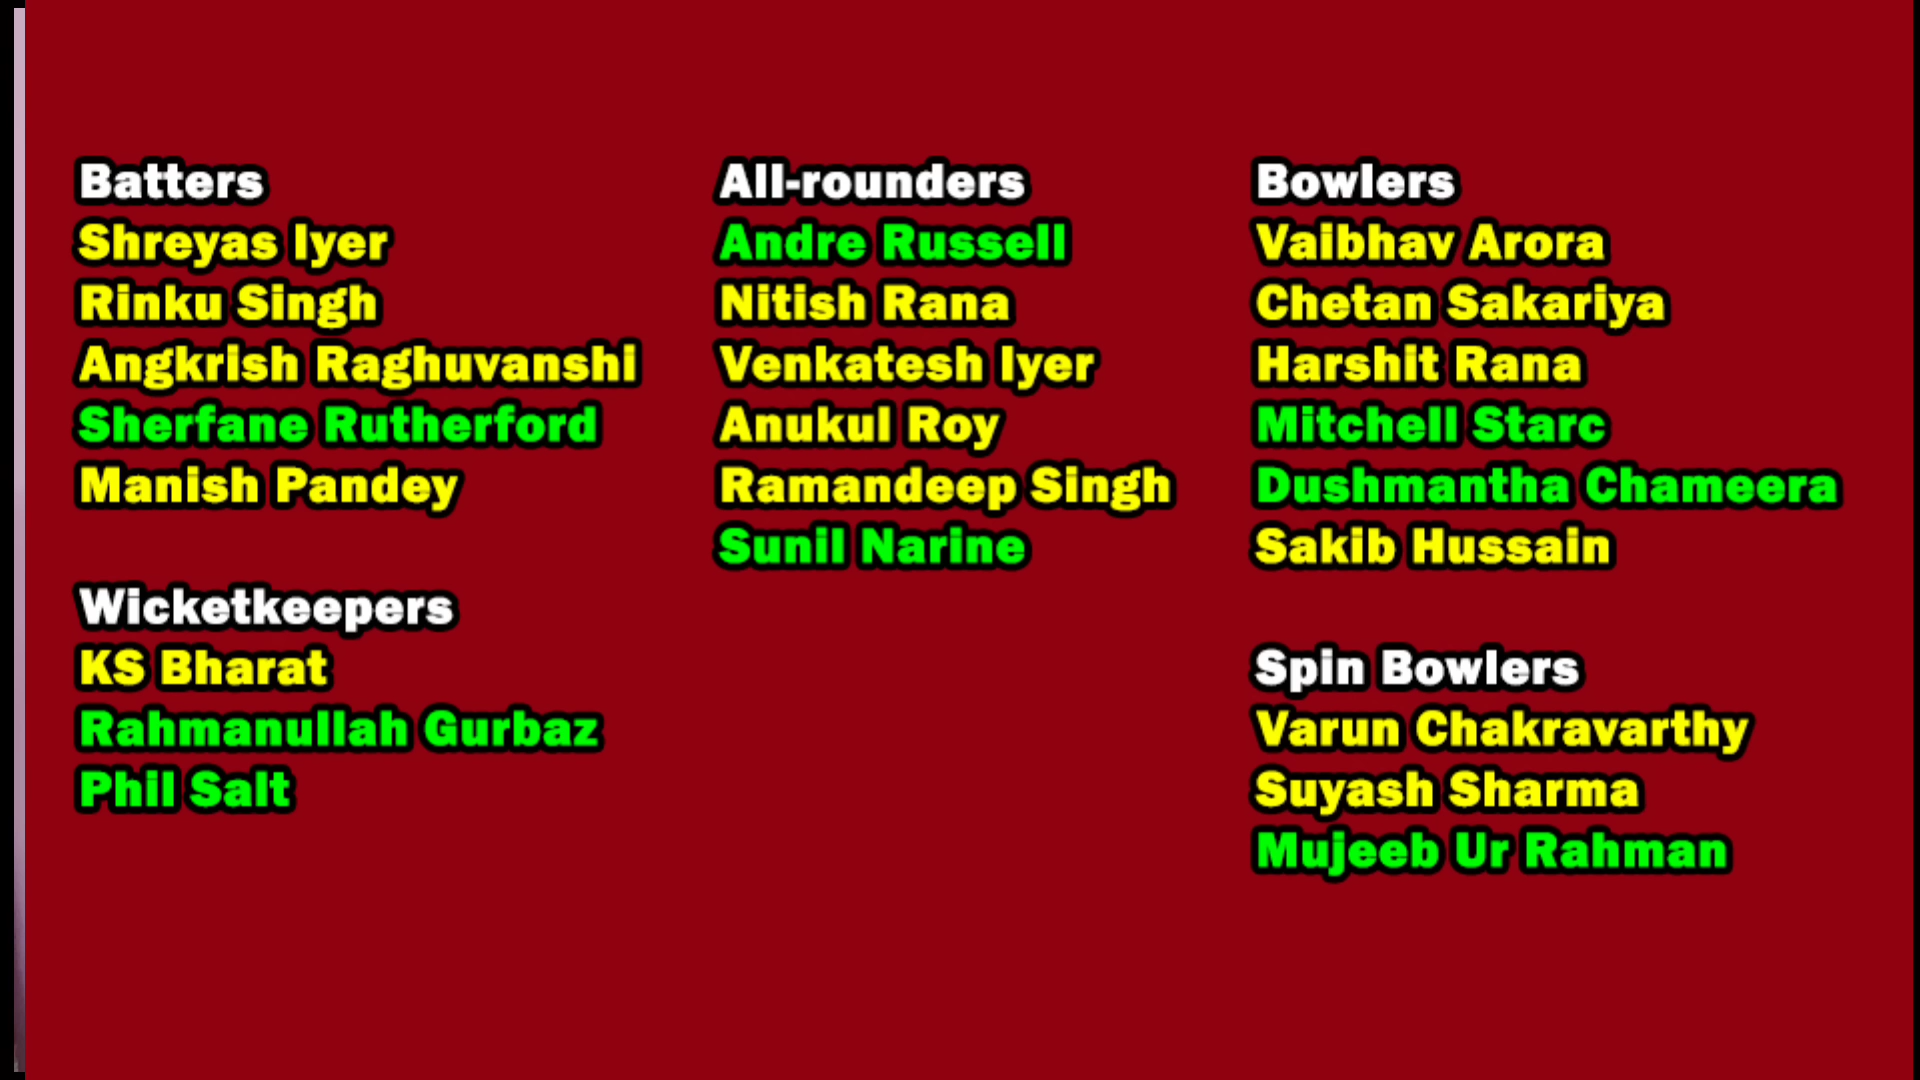 Batters
Shreyas Iyer
Rinku Singh
Angkrish Raghuvanshi
Sherfane Rutherford
Manish Pandey
Wicketkeepers
KS Bharat
Rahmanullah Gurbaz
Phil Salt
All-rounders
Andre Russell
Nitish Rana
Venkatesh Iyer
Anukul Roy
Ramandeep Singh
Sunil Narine
Bowlers
Vaibhav Arora
Chetan Sakariya
Harshit Rana
Mitchell Starc
Dushmantha Chameera
Sakib Hussain
Spin Bowlers
Varun Chakravarthy
Suyash Sharma
Mujeeb Ur Rahman